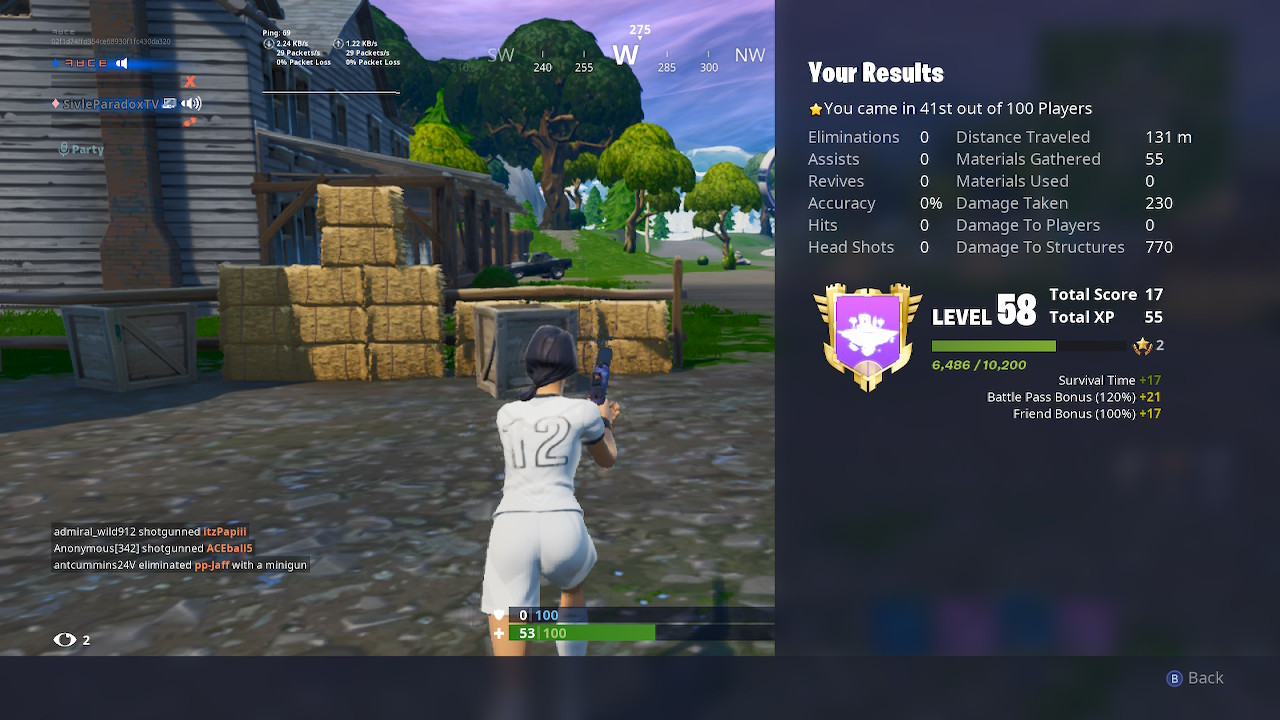 Ping: 69
2.24 KB/s 1.22 KB/s
29 Packets/s 29 Packets/s
0% Packet Loss 0% Packet Loss
SivleParadoxTV
Party
275
SW 240 255 W 285 300 NW
12
admiral_wild912 shotgunned itzPapiii
Anonymous[342] shotgunned ACEball5
antcummins24V eliminated pp-Jaff with a minigun
2
0 | 100
53 | 100
Your Results
You came in 41st out of 100 Players
Eliminations 0 Distance Traveled 131 m
Assists 0 Materials Gathered 55
Revives 0 Materials Used 0
Accuracy 0% Damage Taken 230
Hits 0 Damage To Players 0
Head Shots 0 Damage To Structures 770
LEVEL 58
Total Score 17
Total XP 55
2
6,486 / 10,200
Survival Time +17
Battle Pass Bonus (120%) +21
Friend Bonus (100%) +17
B Back